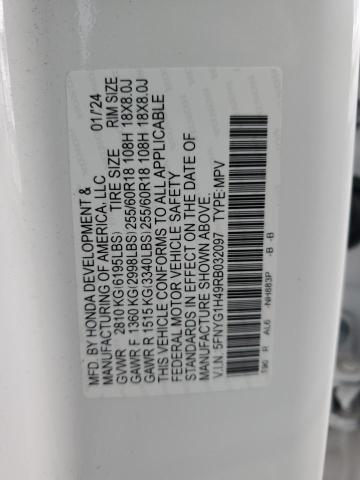 MFD. BY HONDA DEVELOPMENT & 01/'24
MANUFACTURING OF AMERICA, LLC
GVWR 2810 KG(6195LBS) TIRE SIZE RIM SIZE
GAWR F 1360 KG(2998LBS)255/60R18 108H 18X8.0J
GAWR R 1515 KG(3340LBS)255/60R18 108H 18X8.0J
THIS VEHICLE CONFORMS TO ALL APPLICABLE
FEDERAL MOTOR VEHICLE SAFETY
STANDARDS IN EFFECT ON THE DATE OF
MANUFACTURE SHOWN ABOVE.
V.I.N. 5FNYG1H49RB032097 TYPE: MPV
T90 R AL6 -NH883P -B -B